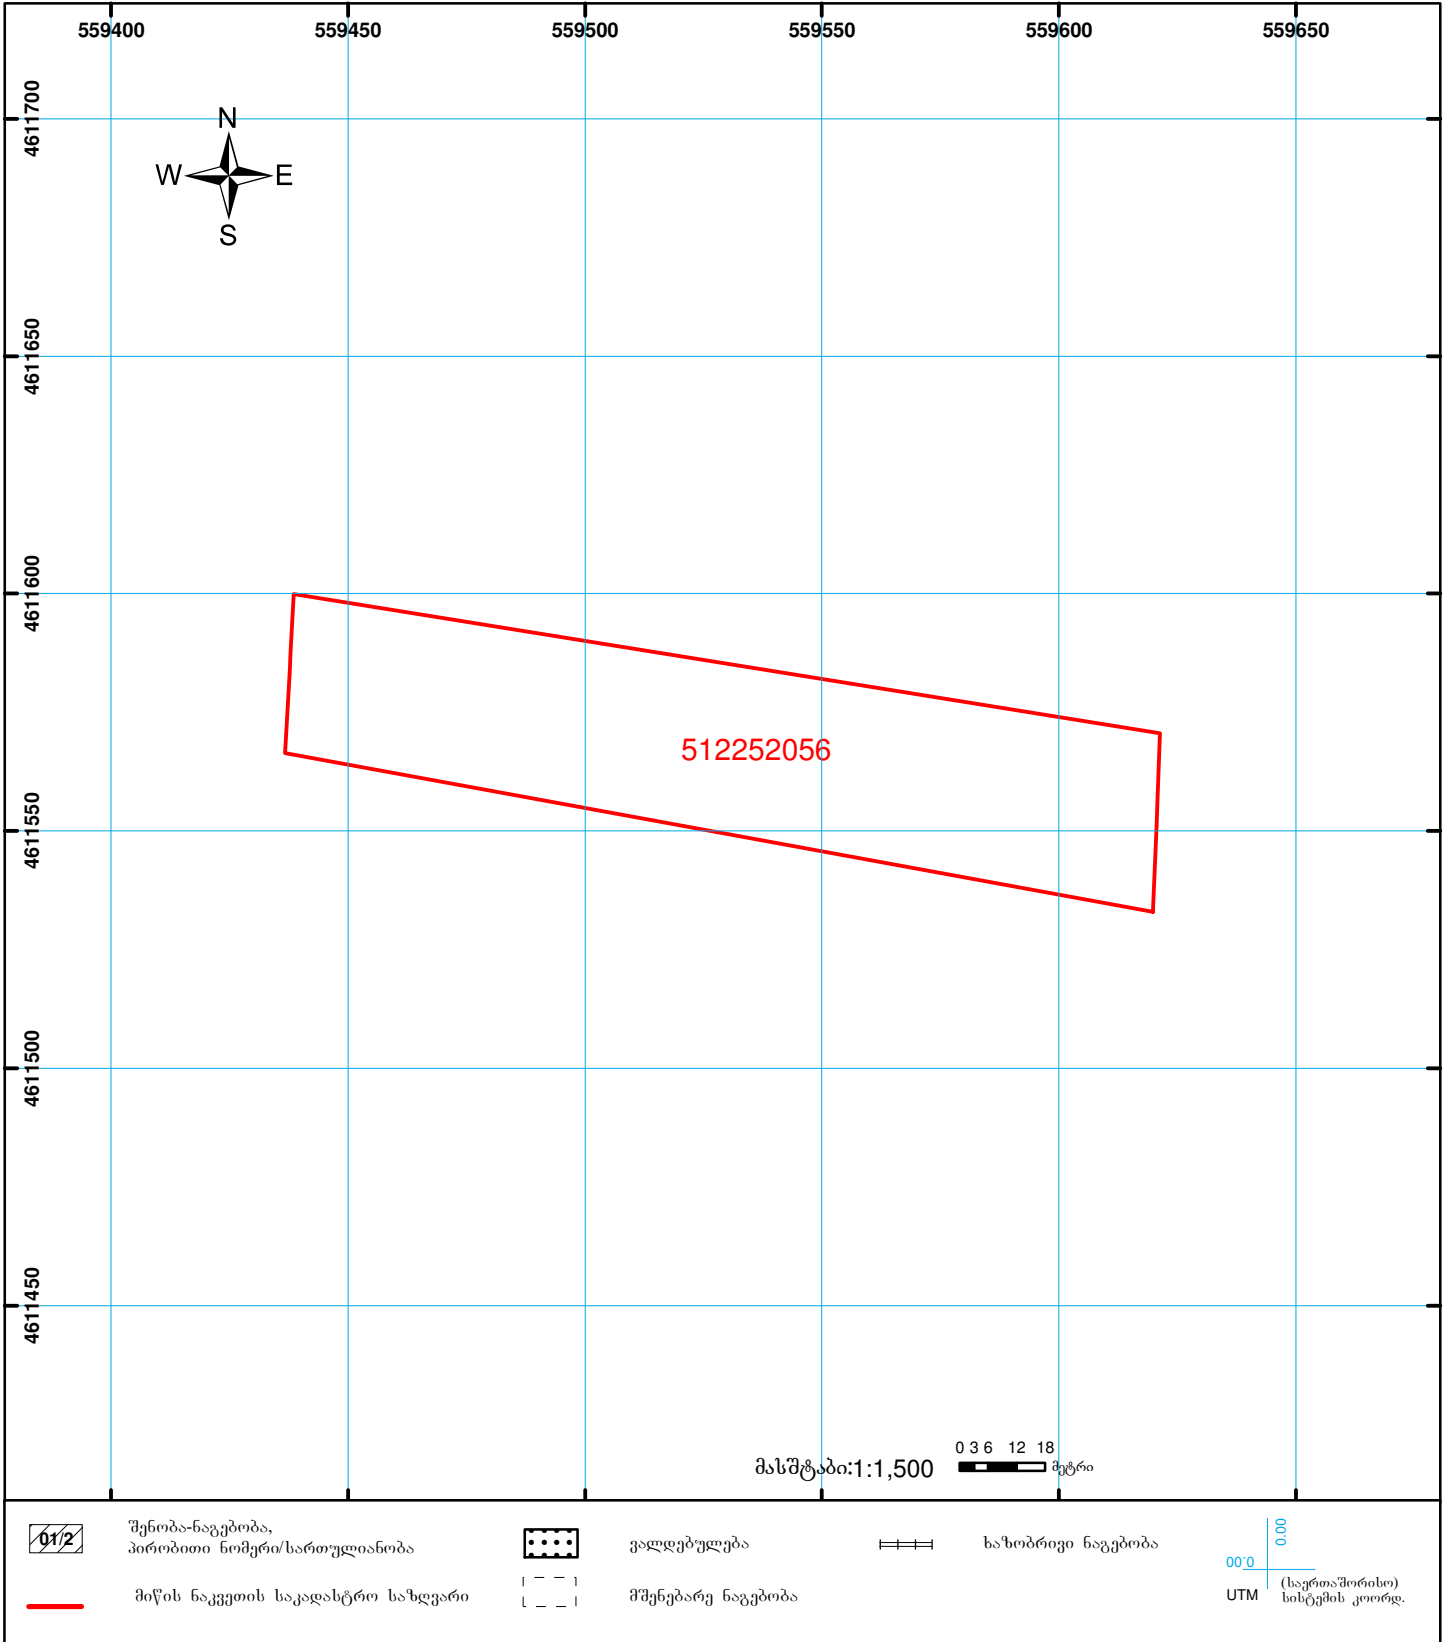 559400 559450 559500 559550 559600 559650
4611700
4611650
4611600
4611550
4611500
4611450
N
W E
S
512252056
მასშტაბი:1:1,500
0 3 6 12 18
მეტრი
01/2
შენობა-ნაგებობა,
პირობითი ნომერი/სართულიანობა
ვალდებულება
ხაზობრივი ნაგებობა
მიწის ნაკვეთის საკადასტრო საზღვარი
მშენებარე ნაგებობა
0.00
00.0
UTM
(საერთაშორისო)
სისტემის კოორდ.